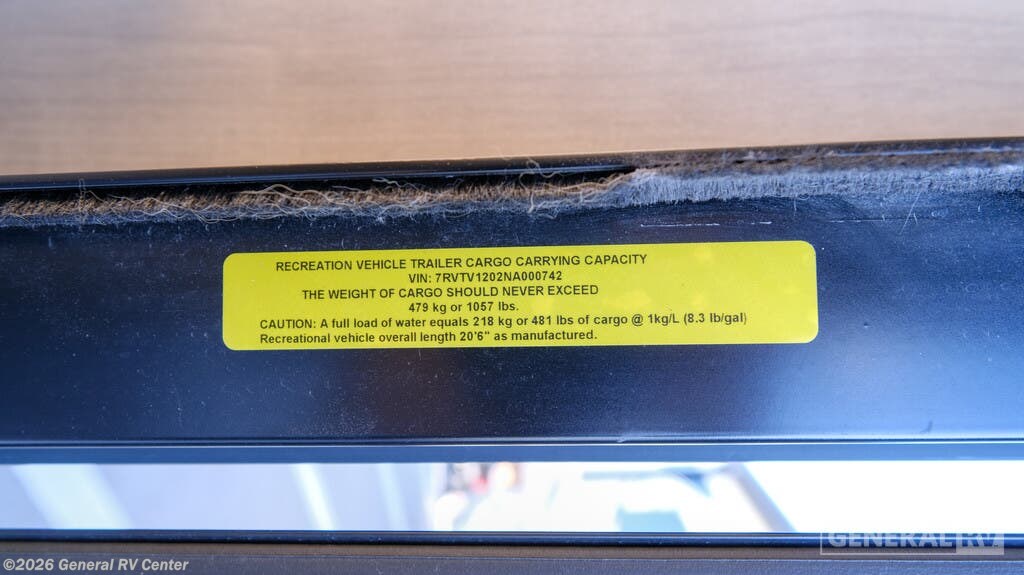 RECREATION VEHICLE TRAILER CARGO CARRYING CAPACITY
VIN: 7RVTV1202NA000742
THE WEIGHT OF CARGO SHOULD NEVER EXCEED
479 kg or 1057 lbs.
CAUTION: A full load of water equals 218 kg or 481 lbs of cargo @ 1kg/L (8.3 lb/gal)
Recreational vehicle overall length 20'6" as manufactured.
GENERAL RV
©2026 General RV Center